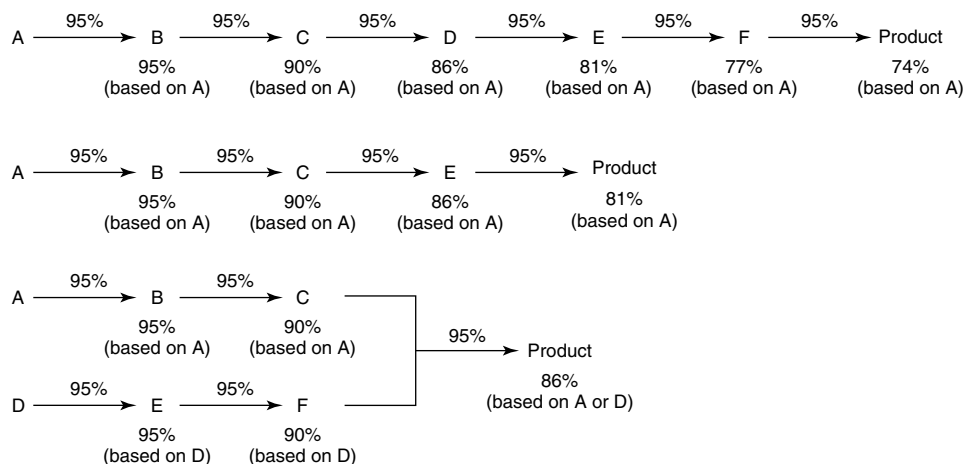 95% 95% 95% 95% 95% 95%
A B C D E F Product
95% 90% 86% 81% 77% 74%
(based on A) (based on A) (based on A) (based on A) (based on A) (based on A)
95% 95% 95% 95%
A B C E Product
95% 90% 86% 81%
(based on A) (based on A) (based on A) (based on A)
95% 95%
A B C
95% 90%
(based on A) (based on A)
95% Product
86%
(based on A or D)
95% 95%
D E F
95% 90%
(based on D) (based on D)